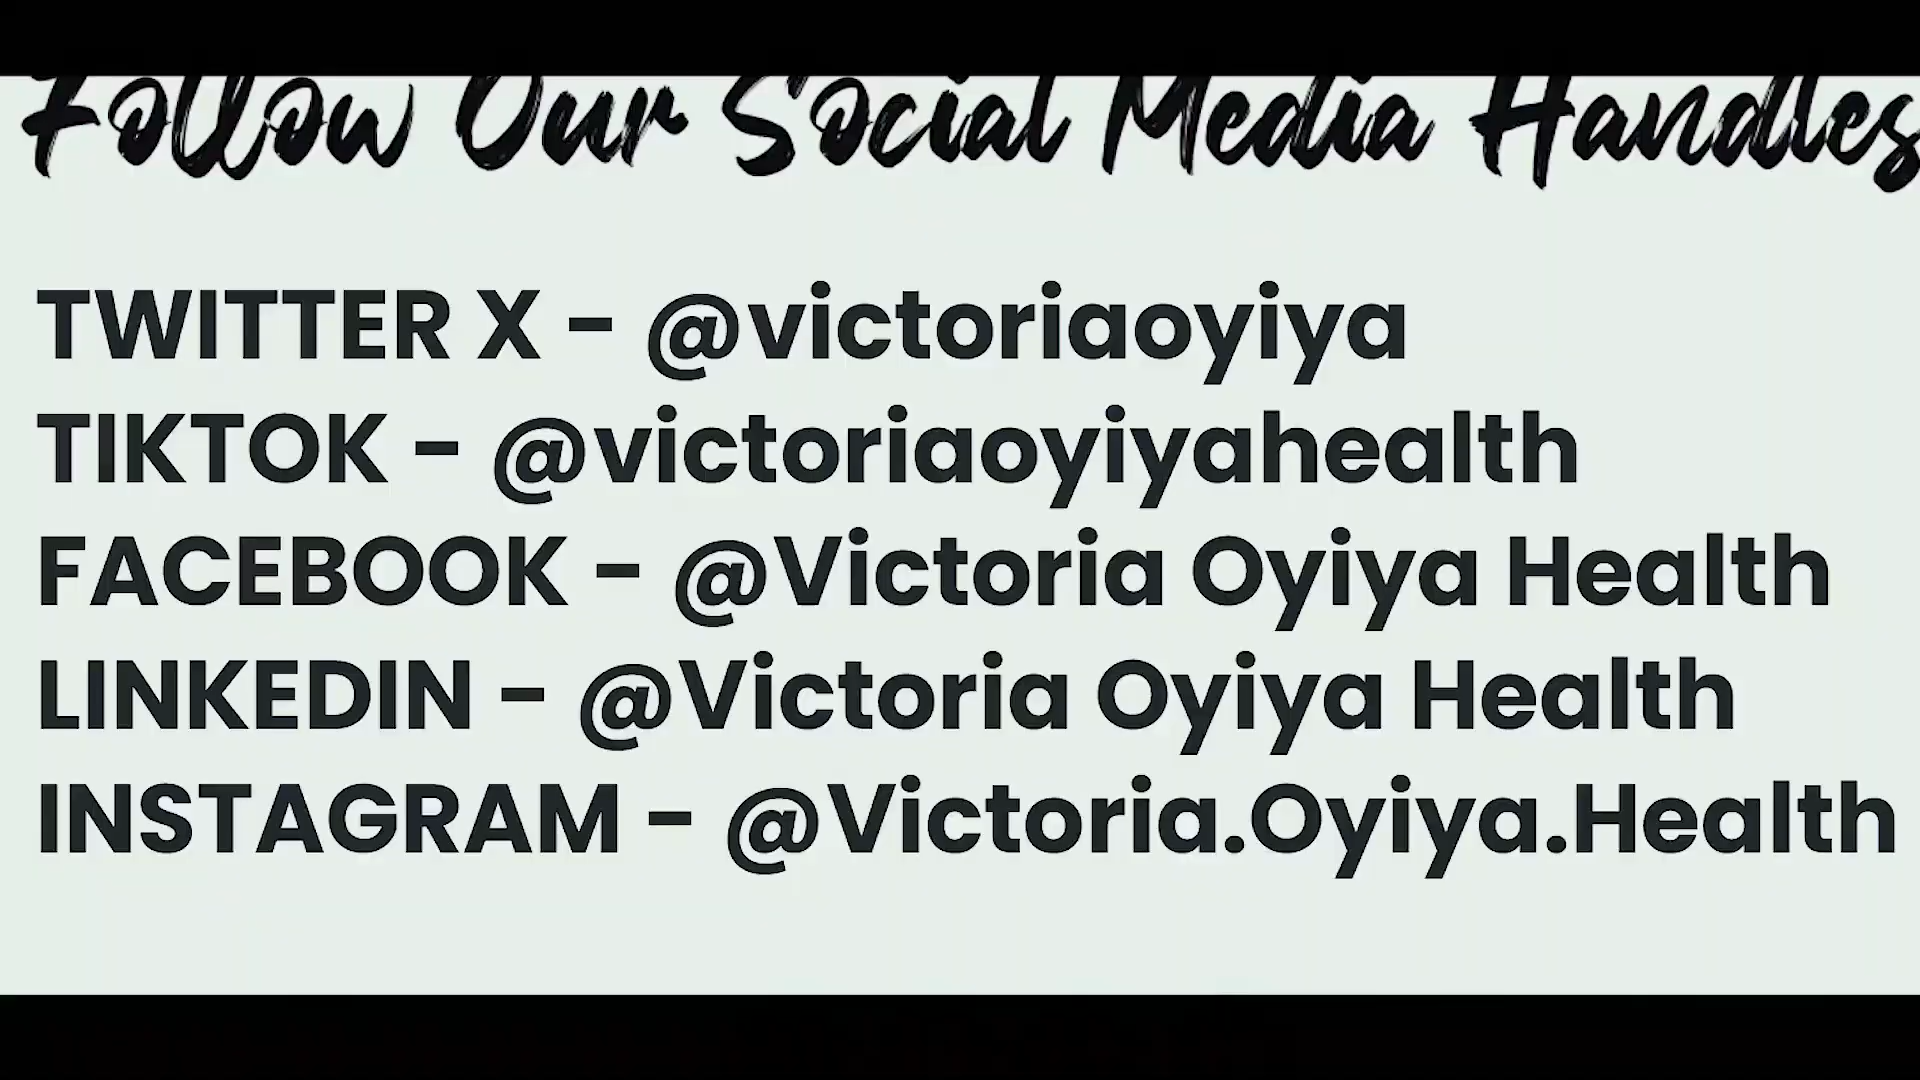 Follow Our Social Media Handles
TWITTER X - @victoriaoyiya
TIKTOK - @victoriaoyiyahealth
FACEBOOK - @Victoria Oyiya Health
LINKEDIN - @Victoria Oyiya Health
INSTAGRAM - @Victoria.Oyiya.Health